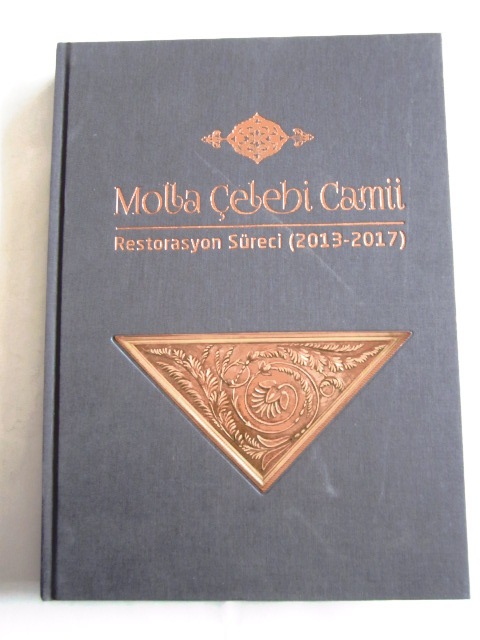 Molla Çelebi Camii
Restorasyon Süreci (2013-2017)